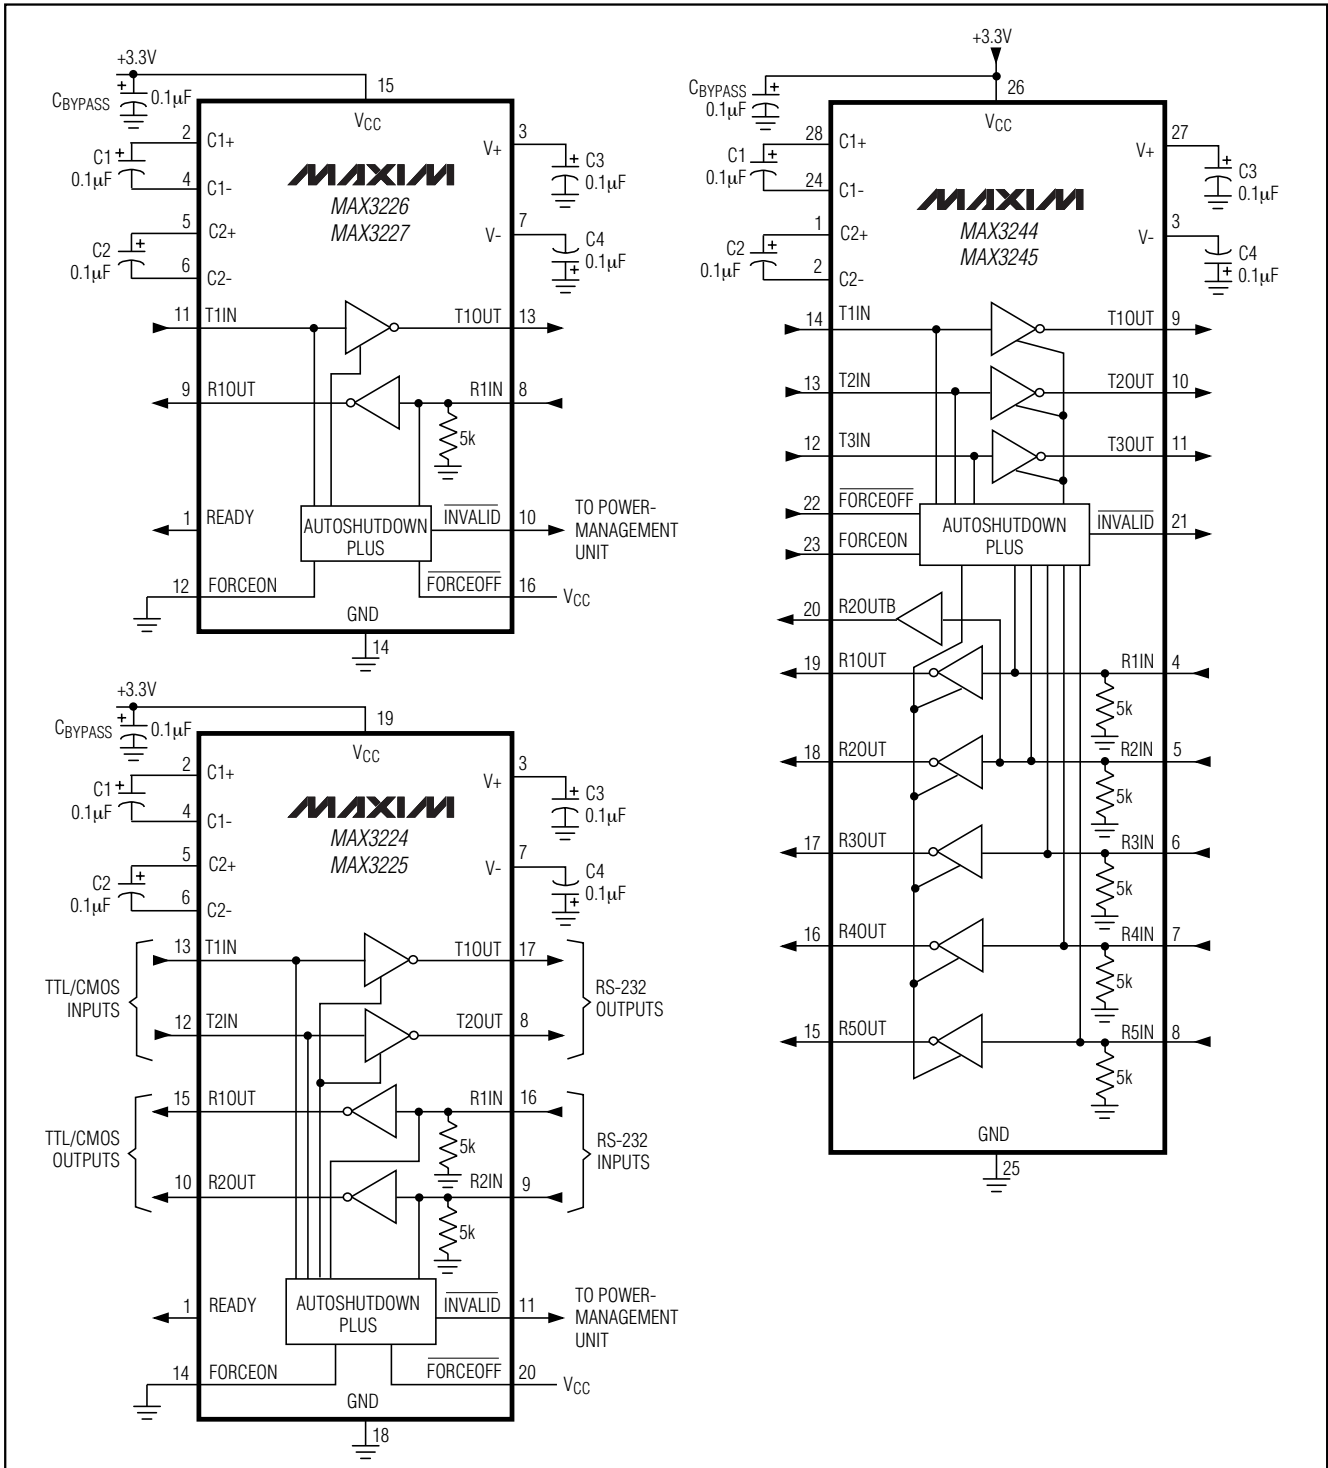 +3.3V
CBYPASS
0.1µF
15
VCC
2
C1+
C1
0.1µF
4
C1-
5
C2+
C2
0.1µF
6
C2-
MAXIM
MAX3226
MAX3227
3
V+
C3
0.1µF
7
V-
C4
0.1µF
11
T1IN
T1OUT
13
9
R1OUT
R1IN
8
5k
1
READY
AUTOSHUTDOWN
PLUS
INVALID
10
TO POWER-
MANAGEMENT
UNIT
12
FORCEON
FORCEOFF
16
VCC
GND
14
+3.3V
CBYPASS
0.1µF
19
VCC
2
C1+
C1
0.1µF
4
C1-
5
C2+
C2
0.1µF
6
C2-
MAXIM
MAX3224
MAX3225
3
V+
C3
0.1µF
7
V-
C4
0.1µF
TTL/CMOS
INPUTS
13
T1IN
T1OUT
17
12
T2IN
T2OUT
8
RS-232
OUTPUTS
TTL/CMOS
OUTPUTS
15
R1OUT
R1IN
16
5k
10
R2OUT
R2IN
9
5k
RS-232
INPUTS
1
READY
AUTOSHUTDOWN
PLUS
INVALID
11
TO POWER-
MANAGEMENT
UNIT
14
FORCEON
FORCEOFF
20
VCC
GND
18
+3.3V
CBYPASS
0.1µF
26
VCC
28
C1+
C1
0.1µF
24
C1-
1
C2+
C2
0.1µF
2
C2-
MAXIM
MAX3244
MAX3245
27
V+
C3
0.1µF
3
V-
C4
0.1µF
14
T1IN
T1OUT
9
13
T2IN
T2OUT
10
12
T3IN
T3OUT
11
22
FORCEOFF
23
FORCEON
AUTOSHUTDOWN
PLUS
INVALID
21
20
R2OUTB
19
R1OUT
R1IN
4
5k
18
R2OUT
R2IN
5
5k
17
R3OUT
R3IN
6
5k
16
R4OUT
R4IN
7
5k
15
R5OUT
R5IN
8
5k
GND
25